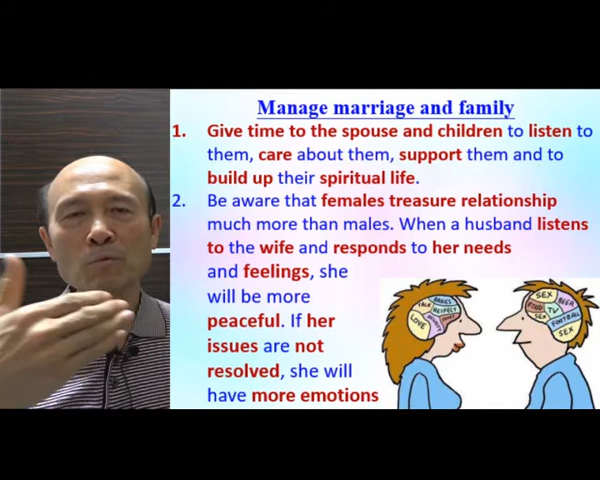 Manage marriage and family
1. Give time to the spouse and children to listen to
them, care about them, support them and to
build up their spiritual life.
2. Be aware that females treasure relationship
much more than males. When a husband listens
to the wife and responds to her needs
and feelings, she
will be more
peaceful. If her
issues are not
resolved, she will
have more emotions
BABIES
TALK
RESPECT
LOVE
SEX
BEER
FOOD
TV
SEX
FOOTBALL
SEX